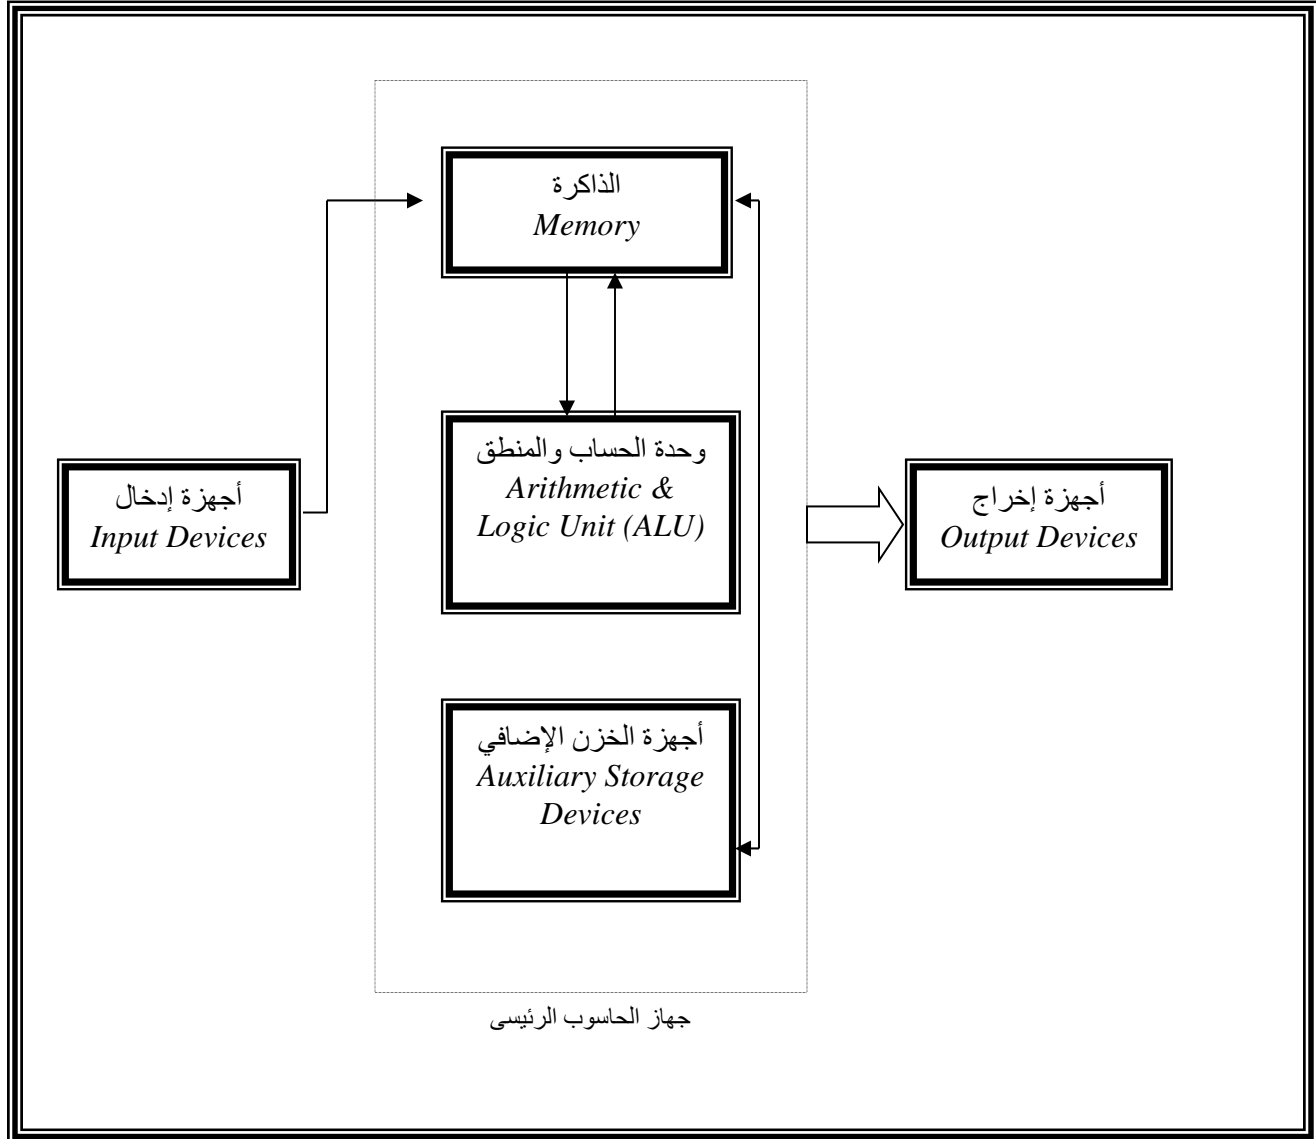 الذاكرة
Memory
وحدة الحساب والمنطق
Arithmetic &
Logic Unit (ALU)
أجهزة إدخال
Input Devices
أجهزة إخراج
Output Devices
أجهزة الخزن الإضافي
Auxiliary Storage
Devices
جهاز الحاسوب الرئيسى